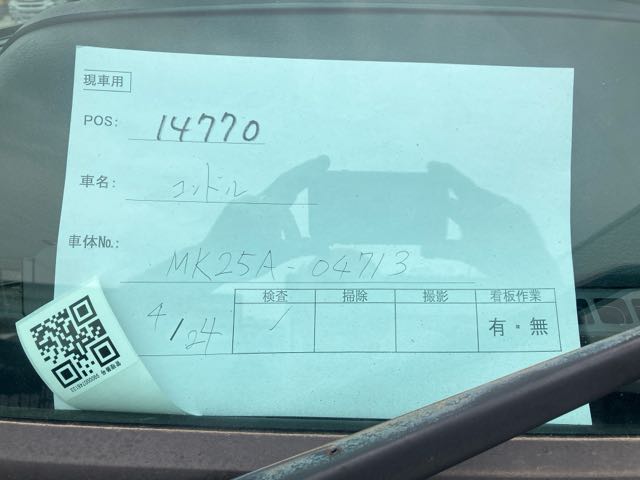 現車用
POS: 14770
車名: コンドル
車体No.: MK25A-04713
4/24
検査 掃除 撮影 看板作業
✓ 有・無